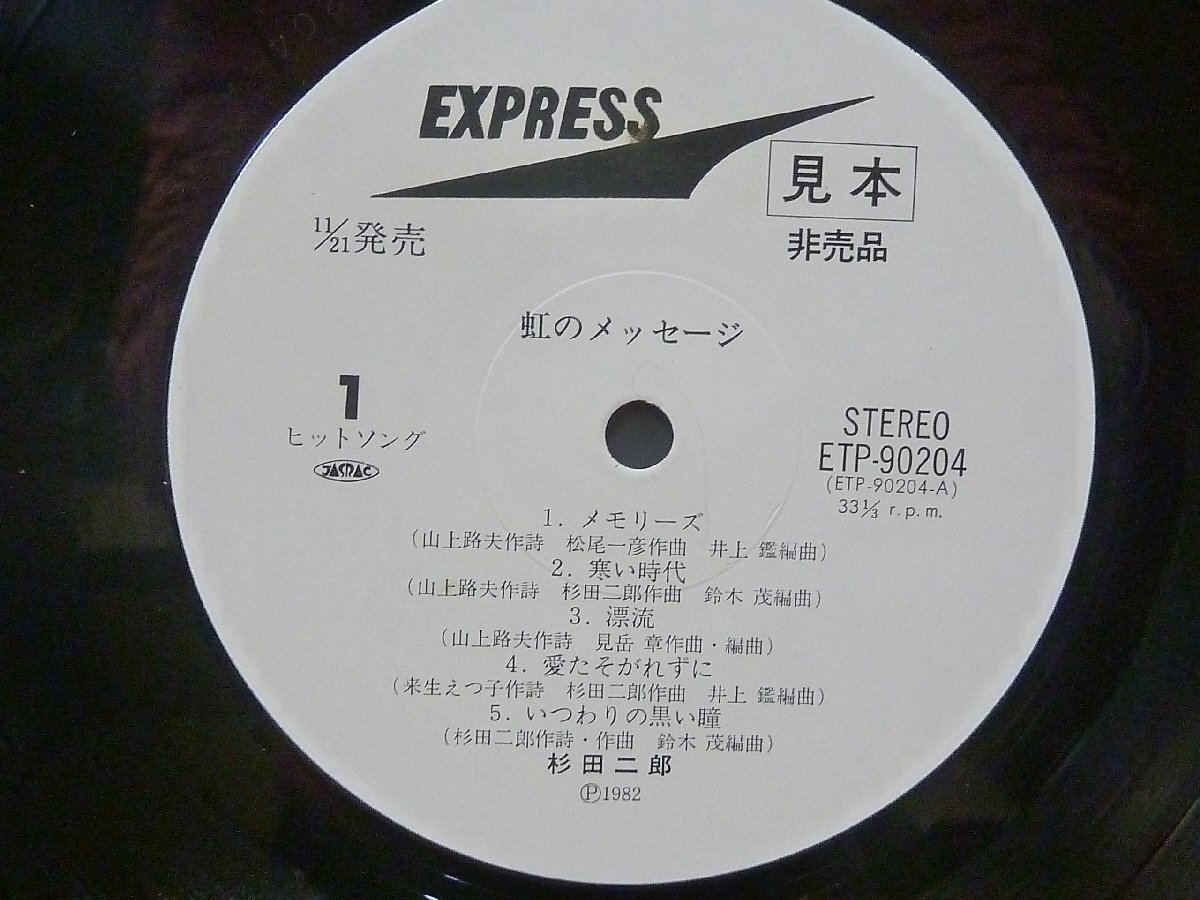 EXPRESS
見本
非売品
11/21発売
虹のメッセージ
1
ヒットソング
JASRAC
STEREO
ETP-90204
(ETP-90204-A)
33 1/3 r.p.m.
1. メモリーズ
(山上路夫作詩 松尾一彦作曲 井上 鑑編曲)
2. 寒い時代
(山上路夫作詩 杉田二郎作曲 鈴木 茂編曲)
3. 漂流
(山上路夫作詩 見岳 章作曲・編曲)
4. 愛たそがれずに
(来生えつ子作詩 杉田二郎作曲 井上 鑑編曲)
5. いつわりの黒い瞳
(杉田二郎作詩・作曲 鈴木 茂編曲)
杉田二郎
Ⓟ1982